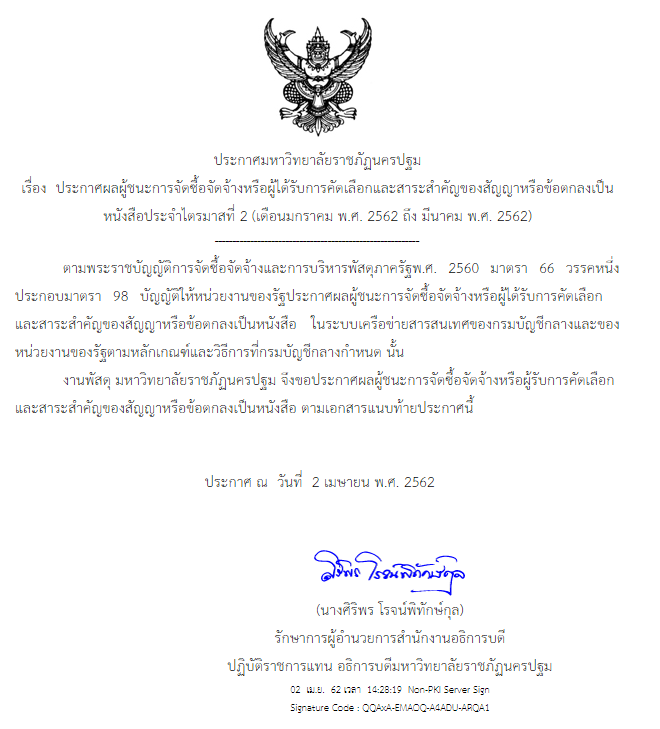 ประกาศมหาวิทยาลัยราชภัฏนครปฐม
เรื่อง ประกาศผลผู้ชนะการจัดซื้อจัดจ้างหรือผู้ได้รับการคัดเลือกและสาระสำคัญของสัญญาหรือข้อตกลงเป็น
หนังสือประจำไตรมาสที่ 2 (เดือนมกราคม พ.ศ. 2562 ถึง มีนาคม พ.ศ. 2562)
--------------------------------------------------------
ตามพระราชบัญญัติการจัดซื้อจัดจ้างและการบริหารพัสดุภาครัฐพ.ศ. 2560 มาตรา 66 วรรคหนึ่ง
ประกอบมาตรา 98 บัญญัติให้หน่วยงานของรัฐประกาศผลผู้ชนะการจัดซื้อจัดจ้างหรือผู้ได้รับการคัดเลือก
และสาระสำคัญของสัญญาหรือข้อตกลงเป็นหนังสือ ในระบบเครือข่ายสารสนเทศของกรมบัญชีกลางและของ
หน่วยงานของรัฐตามหลักเกณฑ์และวิธีการที่กรมบัญชีกลางกำหนด นั้น
งานพัสดุ มหาวิทยาลัยราชภัฏนครปฐม จึงขอประกาศผลผู้ชนะการจัดซื้อจัดจ้างหรือผู้รับการคัดเลือก
และสาระสำคัญของสัญญาหรือข้อตกลงเป็นหนังสือ ตามเอกสารแนบท้ายประกาศนี้
ประกาศ ณ วันที่ 2 เมษายน พ.ศ. 2562
ศิริพร โรจน์พิทักษ์กุล
(นางศิริพร โรจน์พิทักษ์กุล)
รักษาการผู้อำนวยการสำนักงานอธิการบดี
ปฏิบัติราชการแทน อธิการบดีมหาวิทยาลัยราชภัฏนครปฐม
02 เม.ย. 62 เวลา 14:28:19 Non-PKI Server Sign
Signature Code : QQAxA-EMAOQ-A4ADU-ARQA1